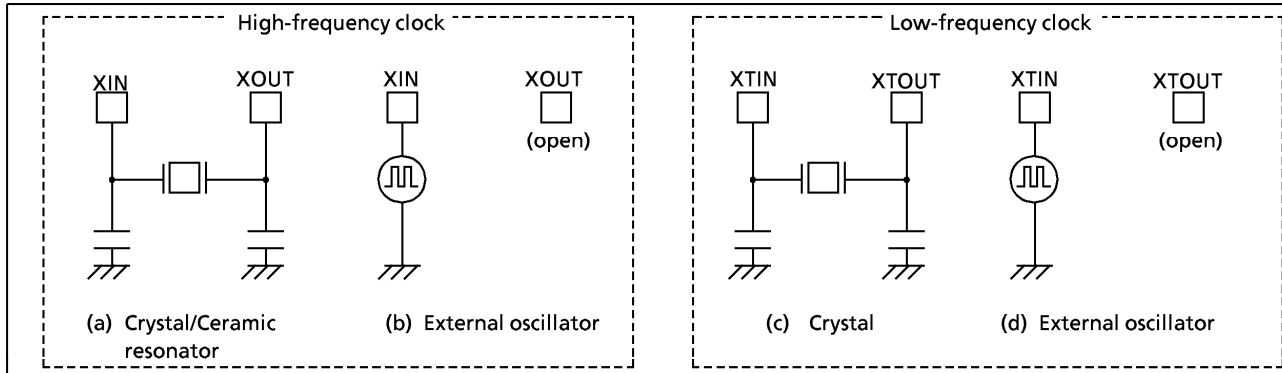 High-frequency clock
XIN
XOUT
XIN
XOUT
(open)
(a) Crystal/Ceramic
resonator
(b) External oscillator
Low-frequency clock
XTIN
XTOUT
XTIN
XTOUT
(open)
(c) Crystal
(d) External oscillator